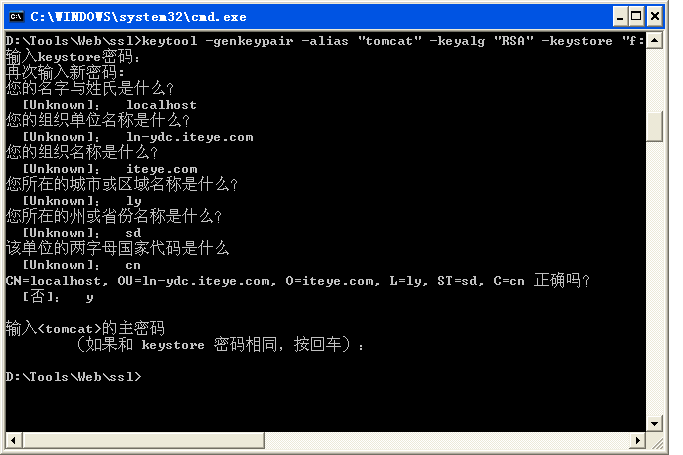 C:\WINDOWS\system32\cmd.exe
D:\Tools\Web\ssl>keytool -genkeypair -alias "tomcat" -keyalg "RSA" -keystore "f:
输入keystore密码：
再次输入新密码:
您的名字与姓氏是什么？
[Unknown]： localhost
您的组织单位名称是什么？
[Unknown]： ln-ydc.iteye.com
您的组织名称是什么？
[Unknown]： iteye.com
您所在的城市或区域名称是什么？
[Unknown]： ly
您所在的州或省份名称是什么？
[Unknown]： sd
该单位的两字母国家代码是什么
[Unknown]： cn
CN=localhost, OU=ln-ydc.iteye.com, O=iteye.com, L=ly, ST=sd, C=cn 正确吗？
[否]： y
输入<tomcat>的主密码
（如果和 keystore 密码相同，按回车）：
D:\Tools\Web\ssl>